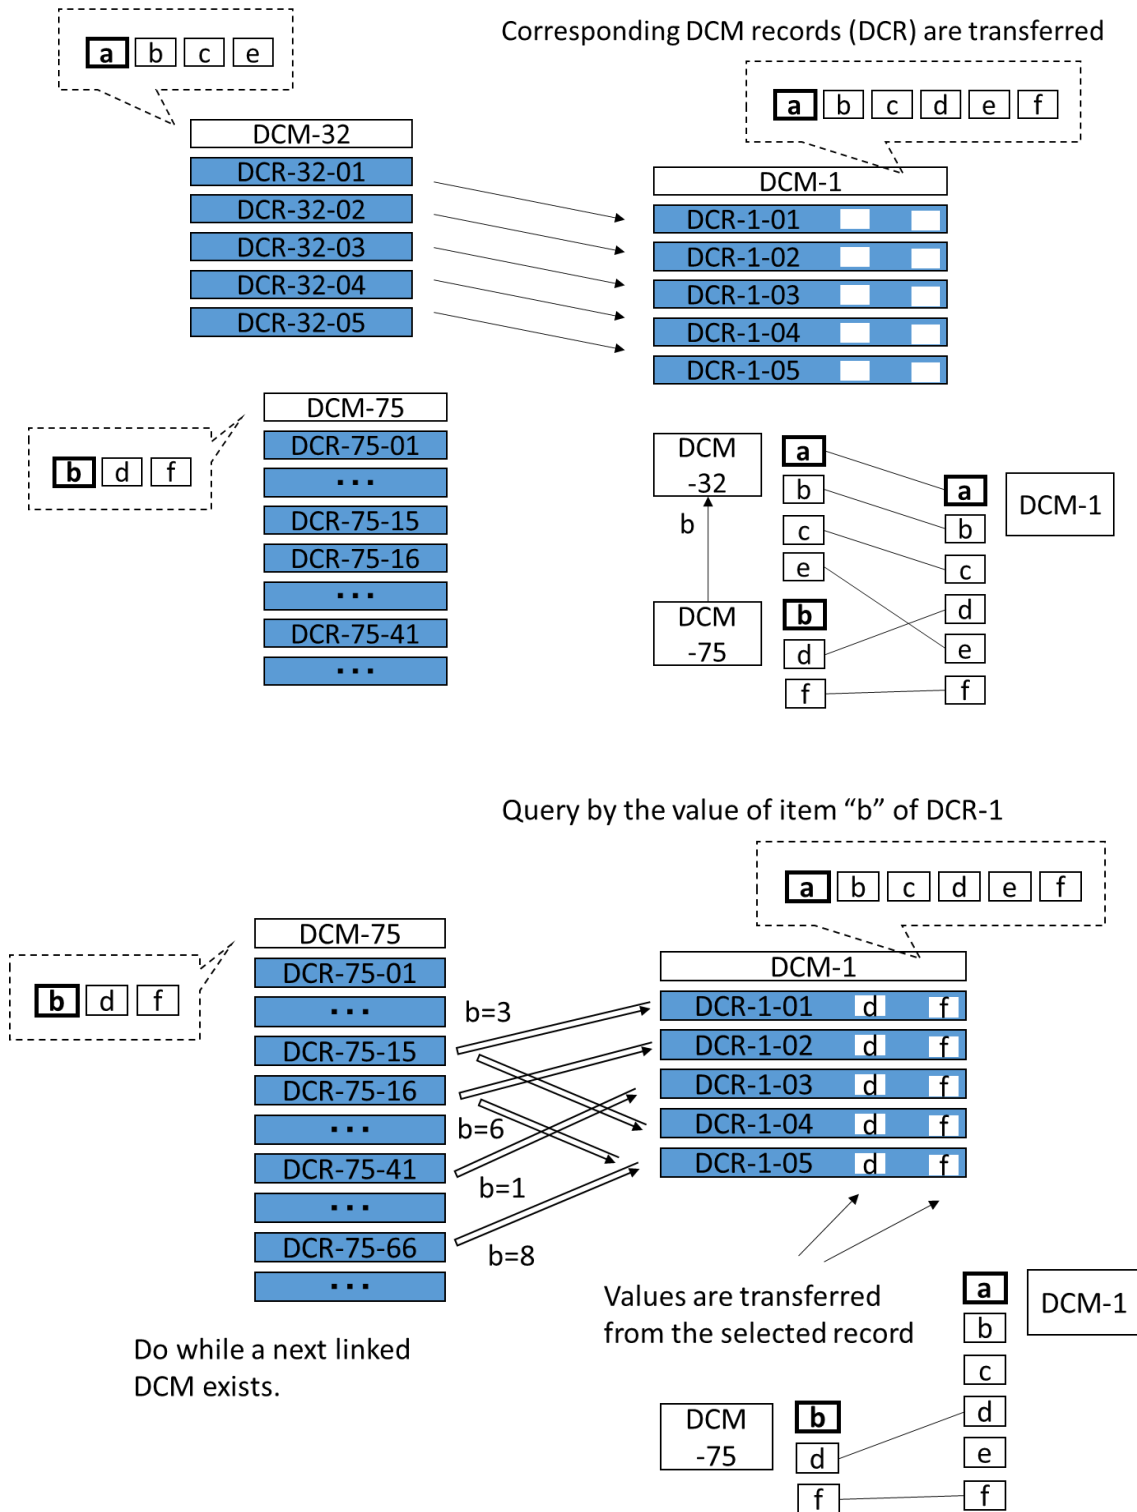 Corresponding DCM records (DCR) are transferred
a b c e
a b c d e f
DCM-32
DCR-32-01
DCR-32-02
DCR-32-03
DCR-32-04
DCR-32-05
DCM-1
DCR-1-01
DCR-1-02
DCR-1-03
DCR-1-04
DCR-1-05
DCM-75
DCR-75-01
...
DCR-75-15
DCR-75-16
...
DCR-75-41
...
b d f
DCM
-32
b
DCM
-75
a
b
c
e
b
d
f
a
b
c
d
e
f
DCM-1
Query by the value of item “b” of DCR-1
a b c d e f
DCM-75
DCR-75-01
...
DCR-75-15
DCR-75-16
...
DCR-75-41
...
DCR-75-66
...
b d f
b=3
b=6
b=1
b=8
DCM-1
DCR-1-01 d f
DCR-1-02 d f
DCR-1-03 d f
DCR-1-04 d f
DCR-1-05 d f
Values are transferred
from the selected record
Do while a next linked
DCM exists.
DCM
-75
b
d
f
a
b
c
d
e
f
DCM-1